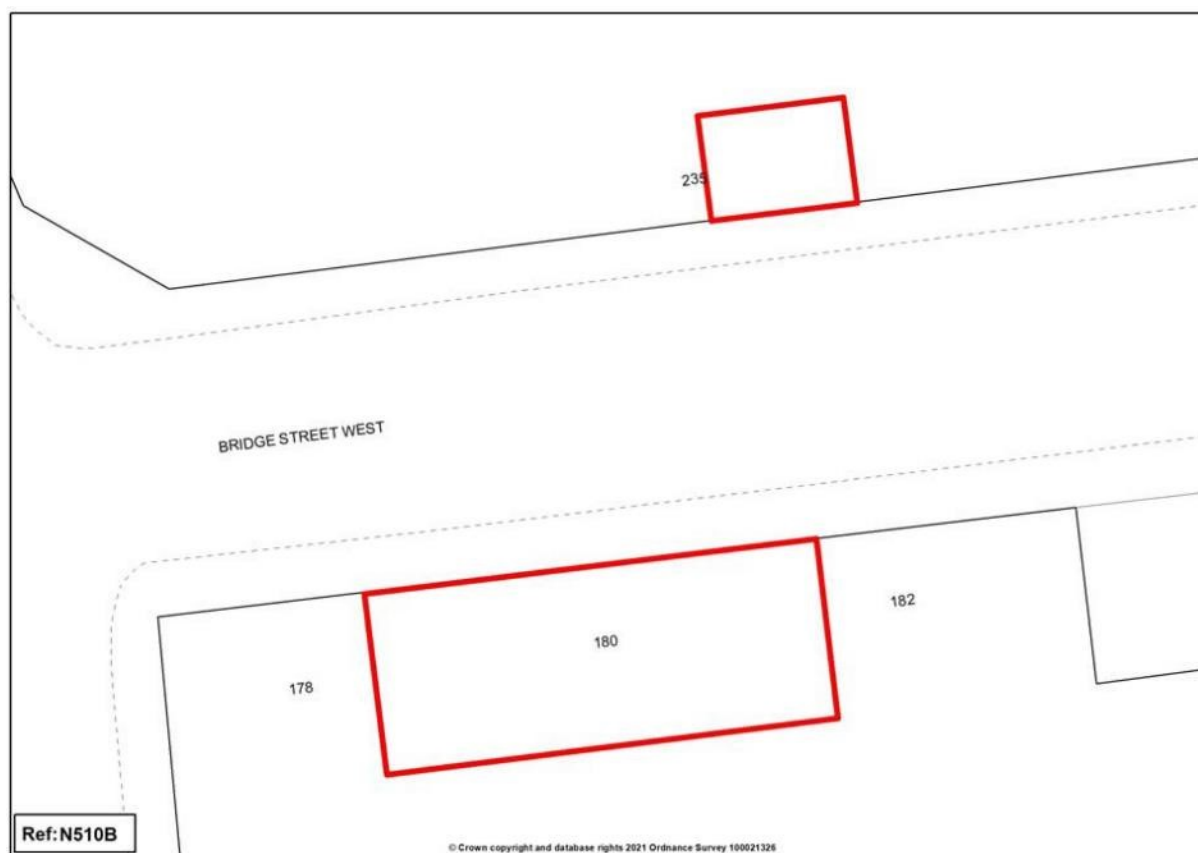 235
BRIDGE STREET WEST
182
180
178
Ref:N510B
© Crown copyright and database rights 2021 Ordnance Survey 100021326